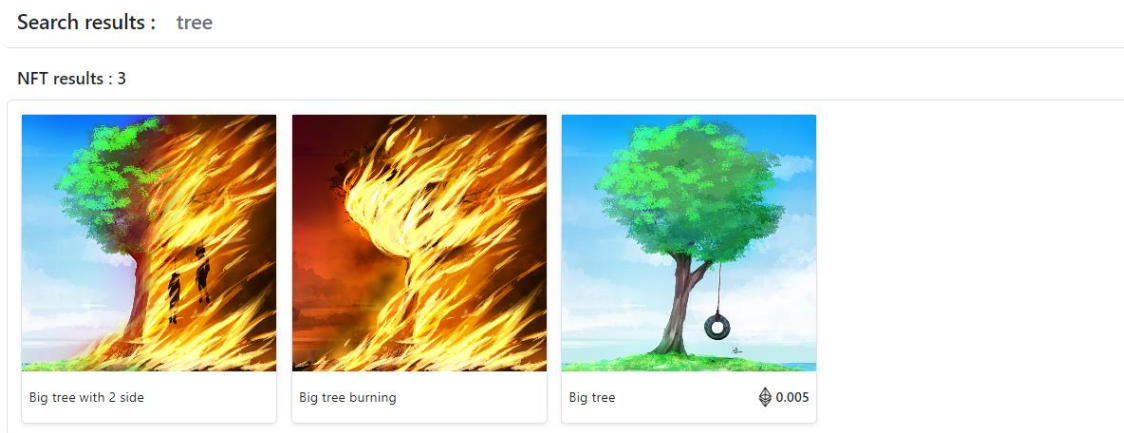 Search results : tree
NFT results : 3
Big tree with 2 side
Big tree burning
Big tree 0.005